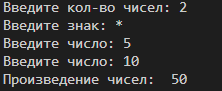 Введите кол-во чисел: 2
Введите знак: *
Введите число: 5
Введите число: 10
Произведение чисел:  50